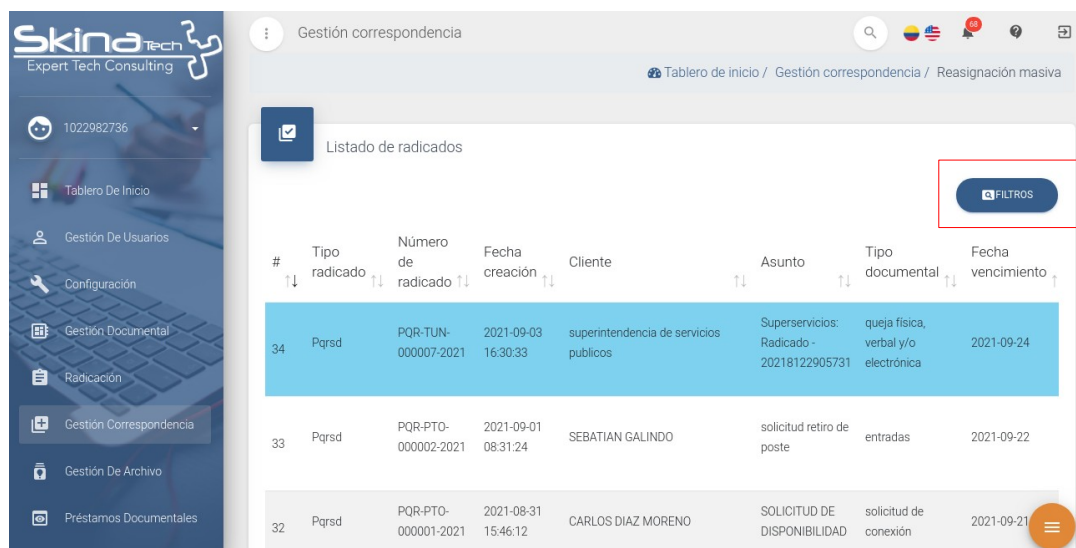 SkinaTech
Expert Tech Consulting
1022982736
Tablero De Inicio
Gestión De Usuarios
Configuración
Gestión Documental
Radicación
Gestión Correspondencia
Gestión De Archivo
Préstamos Documentales
Gestión correspondencia
68
Tablero de inicio / Gestión correspondencia / Reasignación masiva
Listado de radicados
FILTROS
# Tipo radicado Número de radicado Fecha creación Cliente Asunto Tipo documental Fecha vencimiento
34 Pqrsd PQR-TUN-000007-2021 2021-09-03 16:30:33 superintendencia de servicios publicos Superservicios: Radicado - 20218122905731 queja física, verbal y/o electrónica 2021-09-24
33 Pqrsd PQR-PTO-000002-2021 2021-09-01 08:31:24 SEBATIAN GALINDO solicitud retiro de poste entradas 2021-09-22
32 Pqrsd PQR-PTO-000001-2021 2021-08-31 15:46:12 CARLOS DIAZ MORENO SOLICITUD DE DISPONIBILIDAD solicitud de conexión 2021-09-21